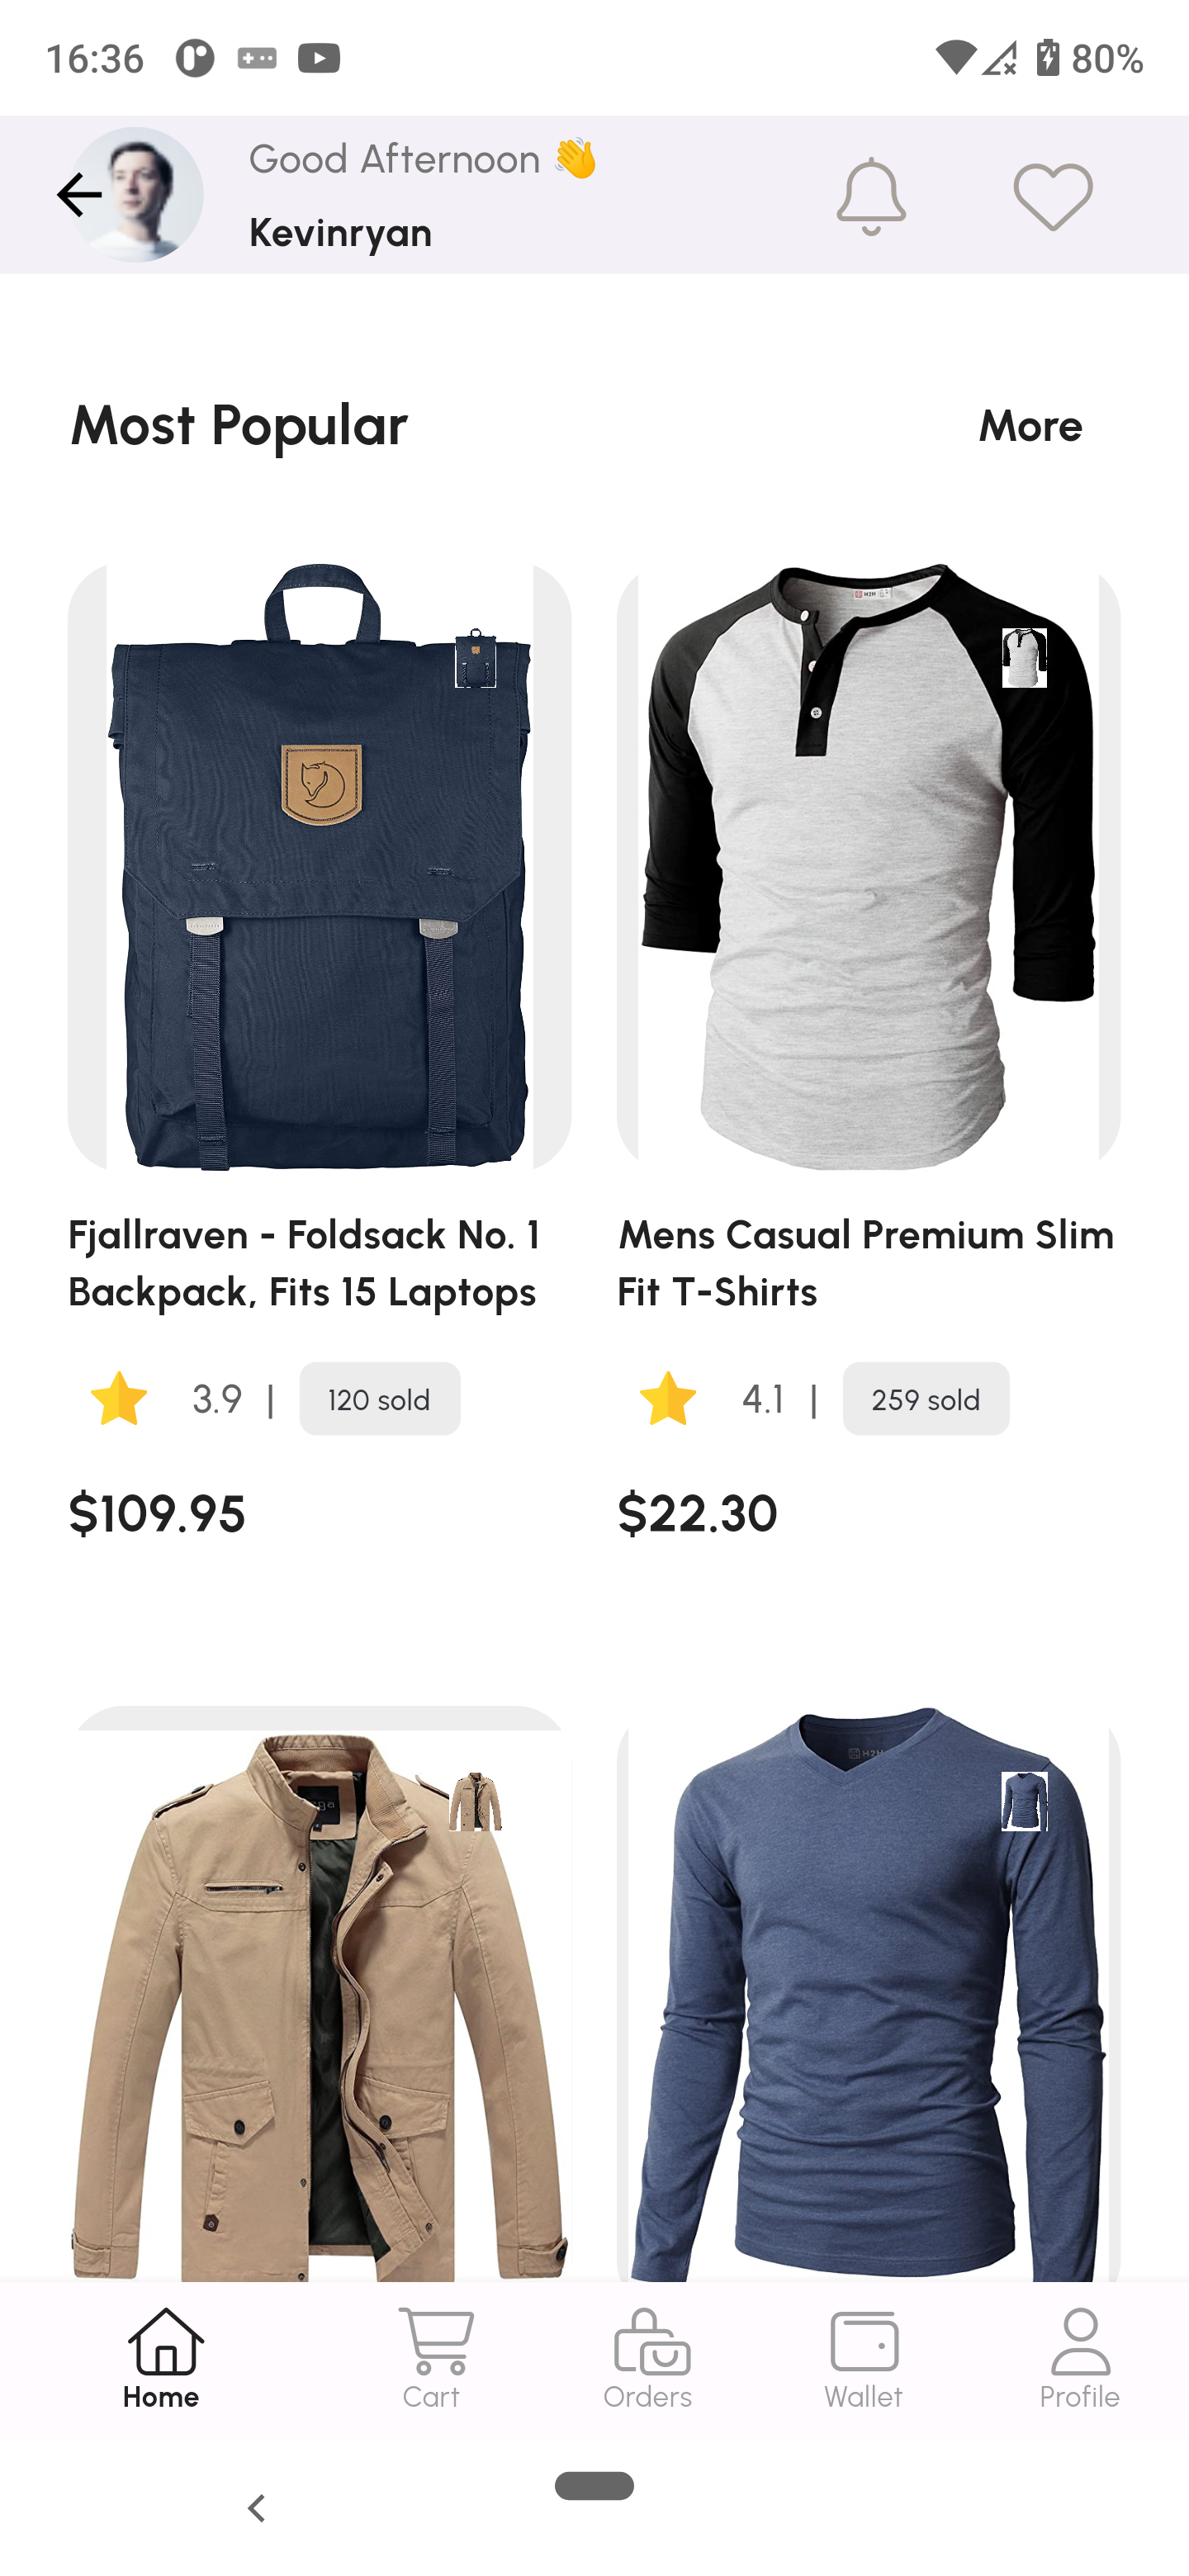 16:36
80%
Good Afternoon 👋
Kevinryan
Most Popular
More
Fjallraven - Foldsack No. 1
Backpack, Fits 15 Laptops
3.9 | 120 sold
$109.95
Mens Casual Premium Slim
Fit T-Shirts
4.1 | 259 sold
$22.30
H2H
H2H
Home
Cart
Orders
Wallet
Profile